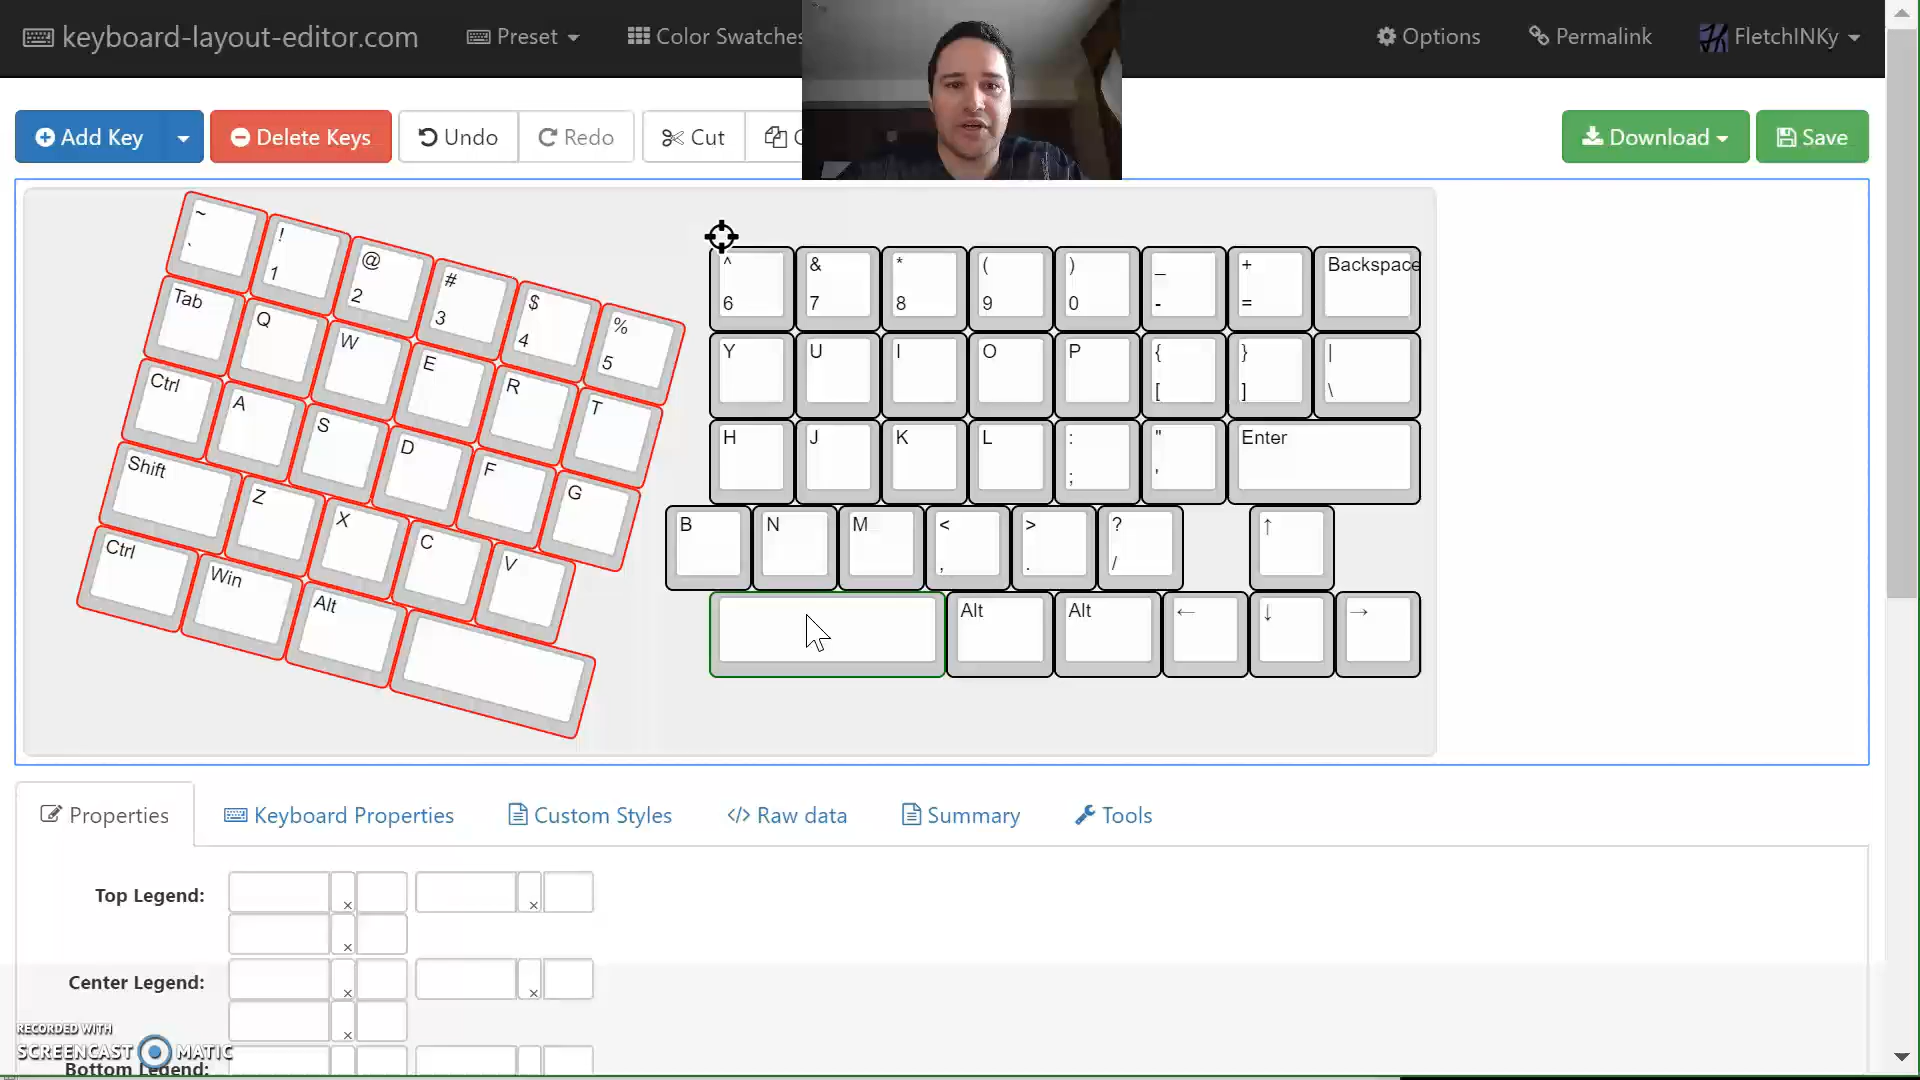 keyboard-layout-editor.com Preset Color Swatches Options Permalink FletchINKy
Add Key Delete Keys Undo Redo Cut C Download Save
~ `
! 1
@ 2
# 3
$ 4
% 5
^ 6
& 7
* 8
( 9
) 0
_ -
+ =
Backspace
Tab Q W E R T
Y U I O P { [ } ] | \
Ctrl A S D F G
H J K L : ; " ' Enter
Shift Z X C V
B N M < , > . ? / ↑
Ctrl Win Alt
Alt Alt ← ↓ →
Properties Keyboard Properties Custom Styles </> Raw data Summary Tools
Top Legend:
Center Legend:
RECORDED WITH
SCREENCAST MATIC
Bottom Legend: